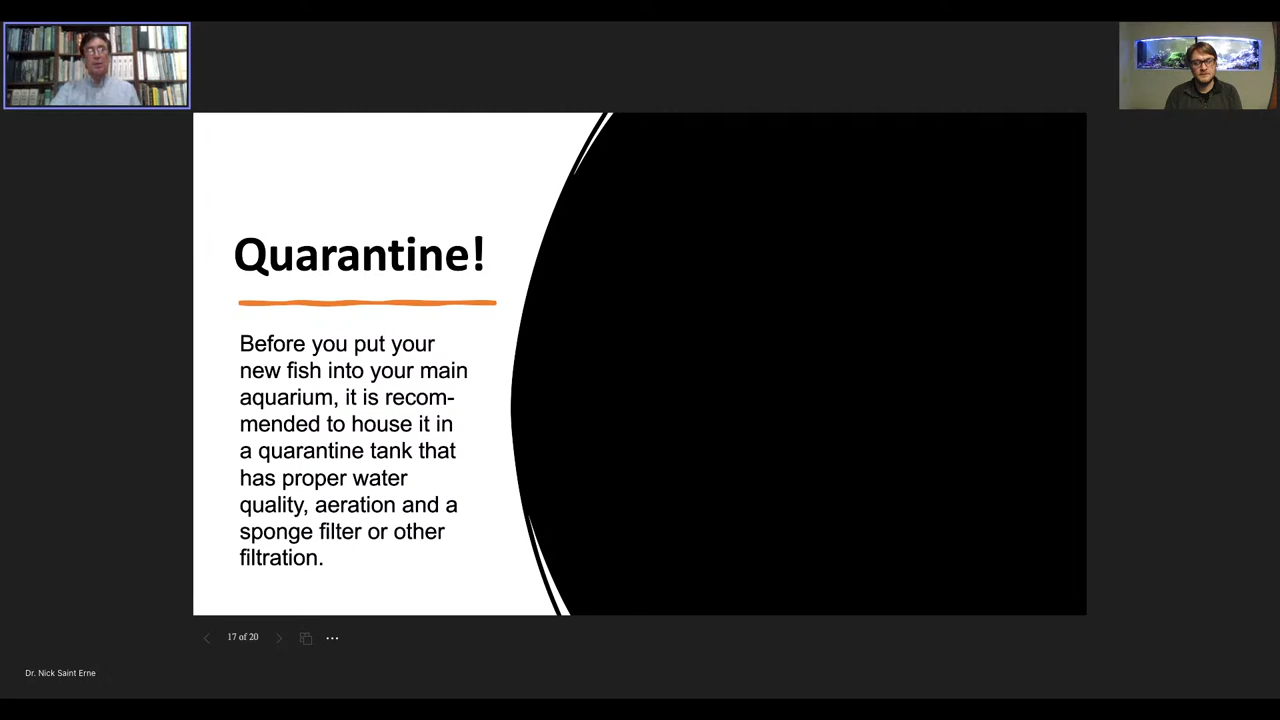 Quarantine!
Before you put your
new fish into your main
aquarium, it is recom-
mended to house it in
a quarantine tank that
has proper water
quality, aeration and a
sponge filter or other
filtration.
17 of 20
Dr. Nick Saint Erne